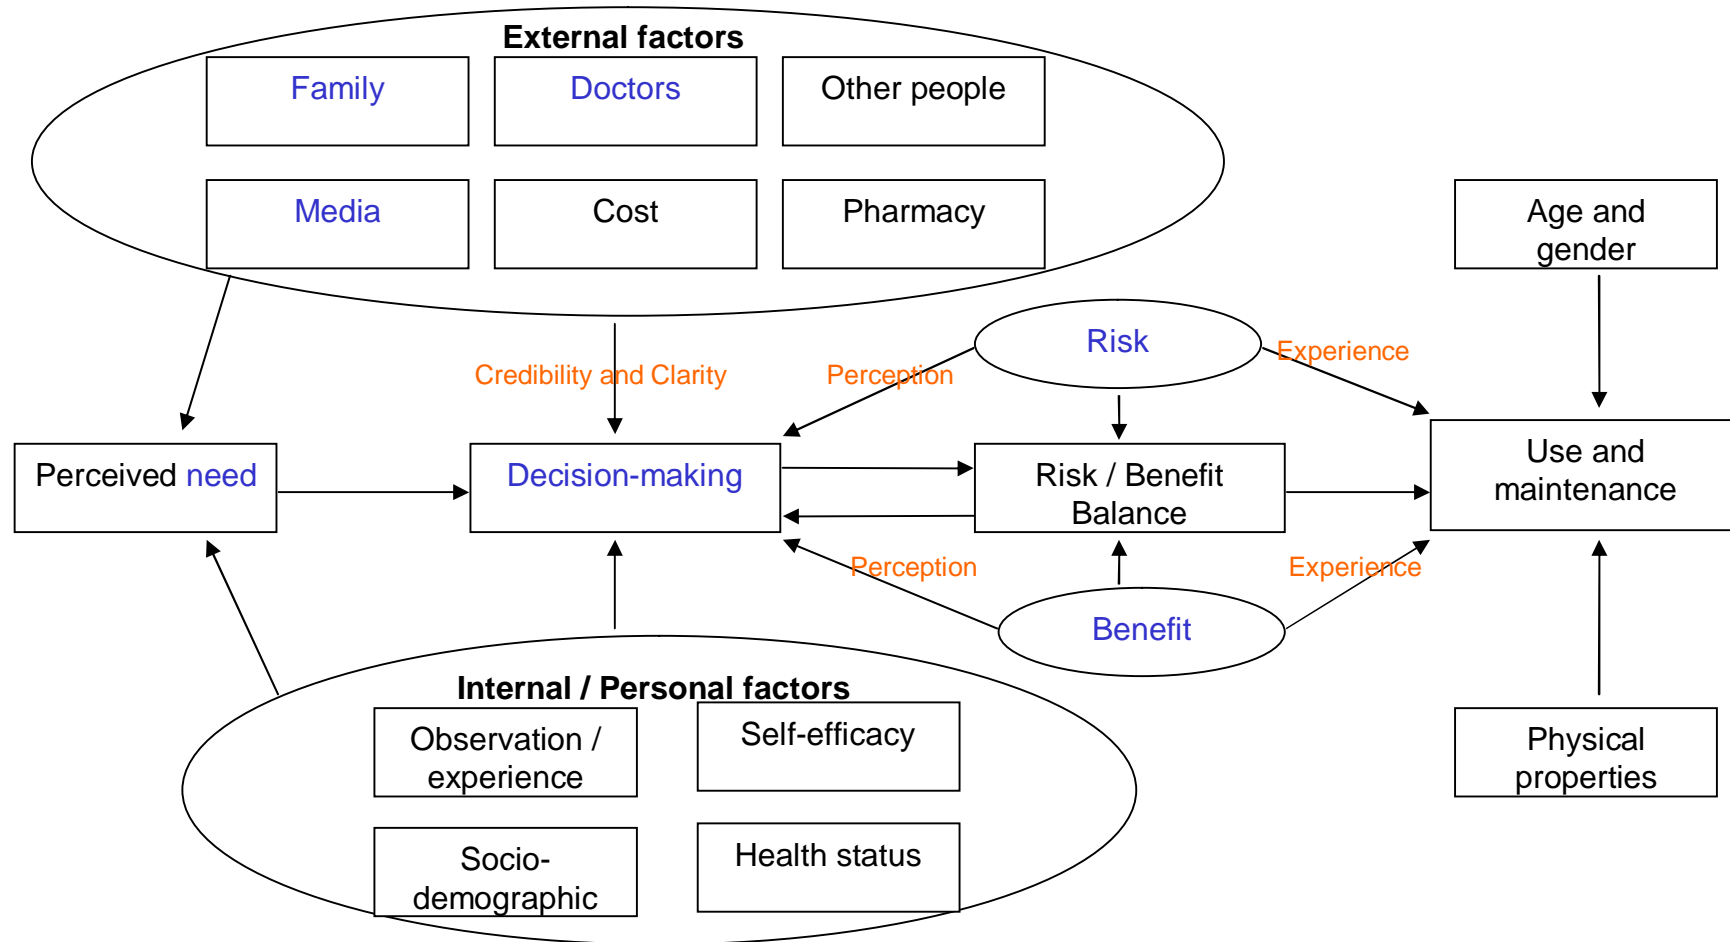 External factors
Family
Doctors
Other people
Media
Cost
Pharmacy
Age and
gender
Risk
Experience
Credibility and Clarity
Perception
Perceived need
Decision-making
Risk / Benefit
Balance
Use and
maintenance
Perception
Experience
Benefit
Internal / Personal factors
Observation /
experience
Self-efficacy
Physical
properties
Socio-
demographic
Health status